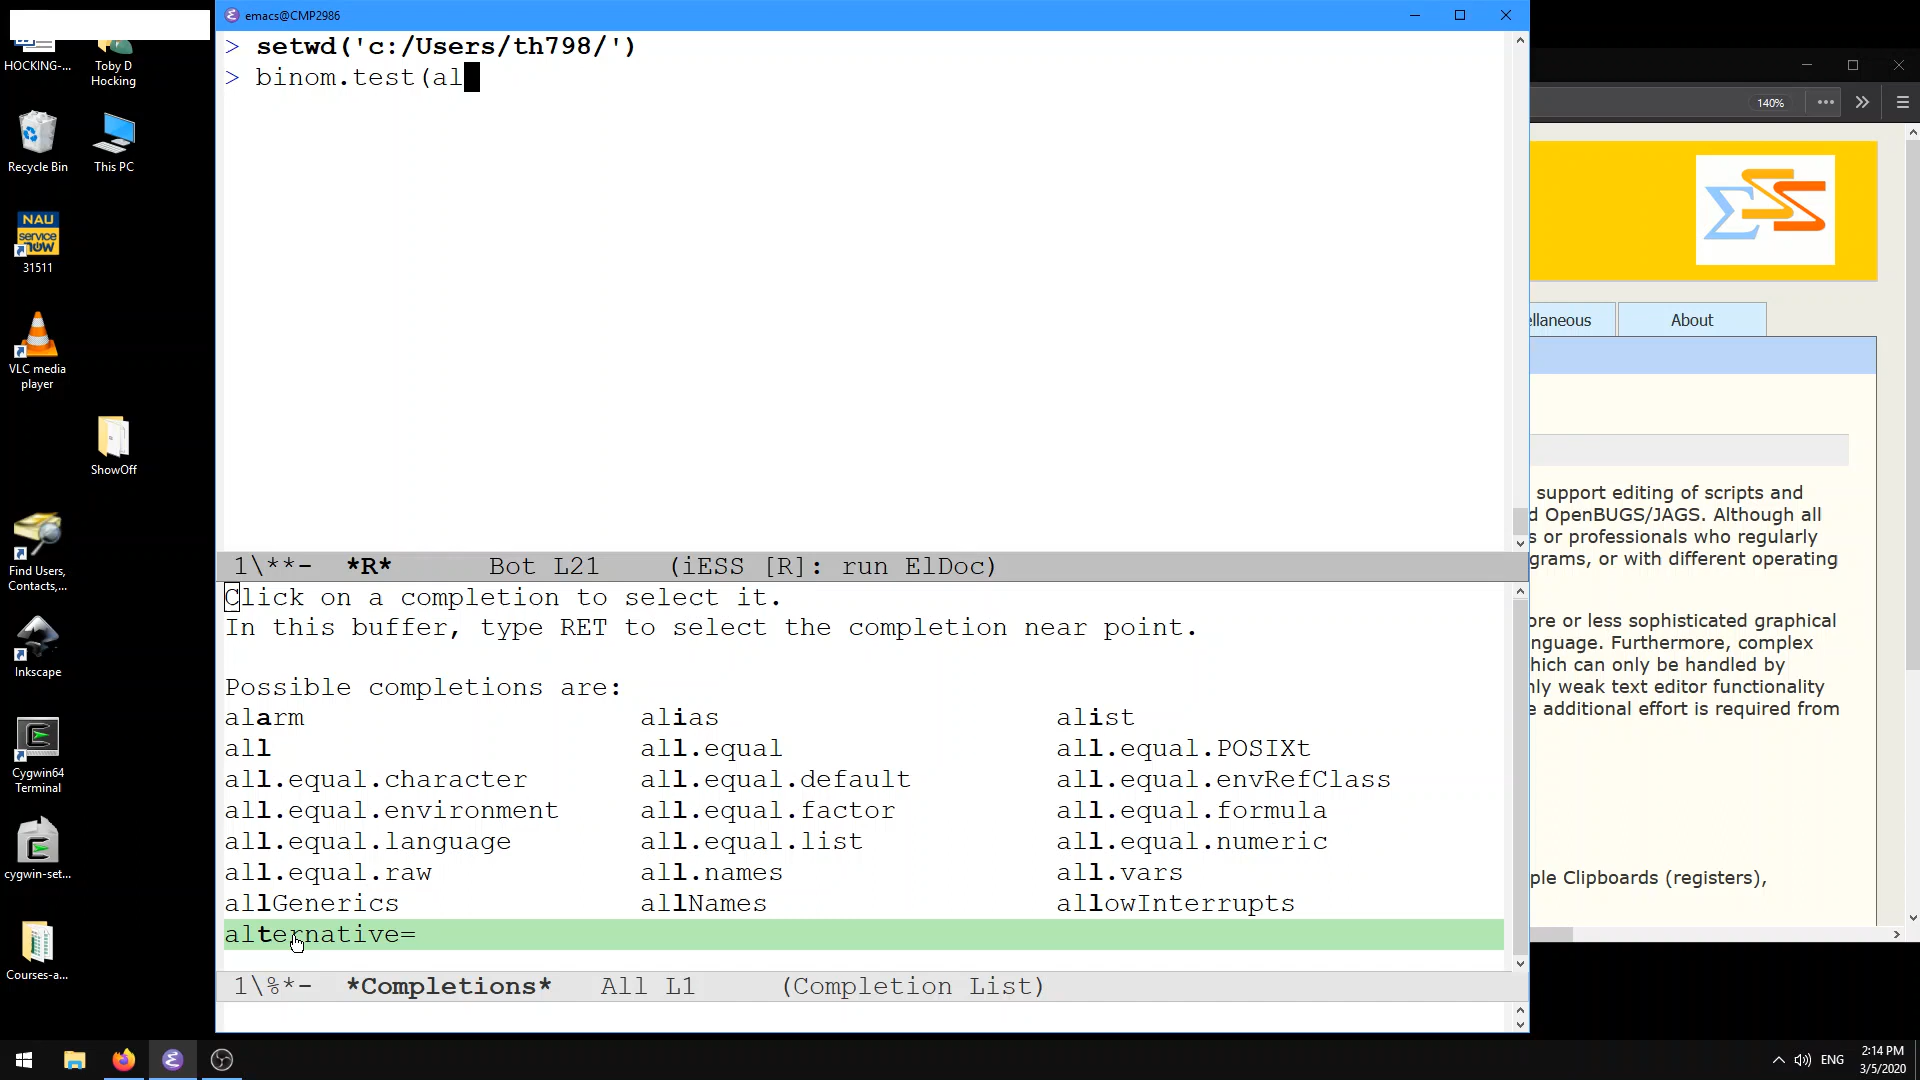 emacs@CMP2986
> setwd('c:/Users/th798/')
> binom.test(al
1\**-  *R*      Bot L21    (iESS [R]: run ElDoc)
Click on a completion to select it.
In this buffer, type RET to select the completion near point.
Possible completions are:
alarm alias alist
all all.equal all.equal.POSIXt
all.equal.character all.equal.default all.equal.envRefClass
all.equal.environment all.equal.factor all.equal.formula
all.equal.language all.equal.list all.equal.numeric
all.equal.raw all.names all.vars
allGenerics allNames allowInterrupts
alternative=
1\%*-  *Completions*   All L1     (Completion List)
HOCKING-...
Toby D
Hocking
Recycle Bin
This PC
NAU
service
now
31511
VLC media
player
ShowOff
Find Users,
Contacts,...
Inkscape
Cygwin64
Terminal
cygwin-set...
Courses-a...
140%
ellaneous
About
support editing of scripts and
d OpenBUGS/JAGS. Although all
s or professionals who regularly
grams, or with different operating
ore or less sophisticated graphical
nguage. Furthermore, complex
hich can only be handled by
nly weak text editor functionality
e additional effort is required from
ple Clipboards (registers),
ENG
2:14 PM
3/5/2020